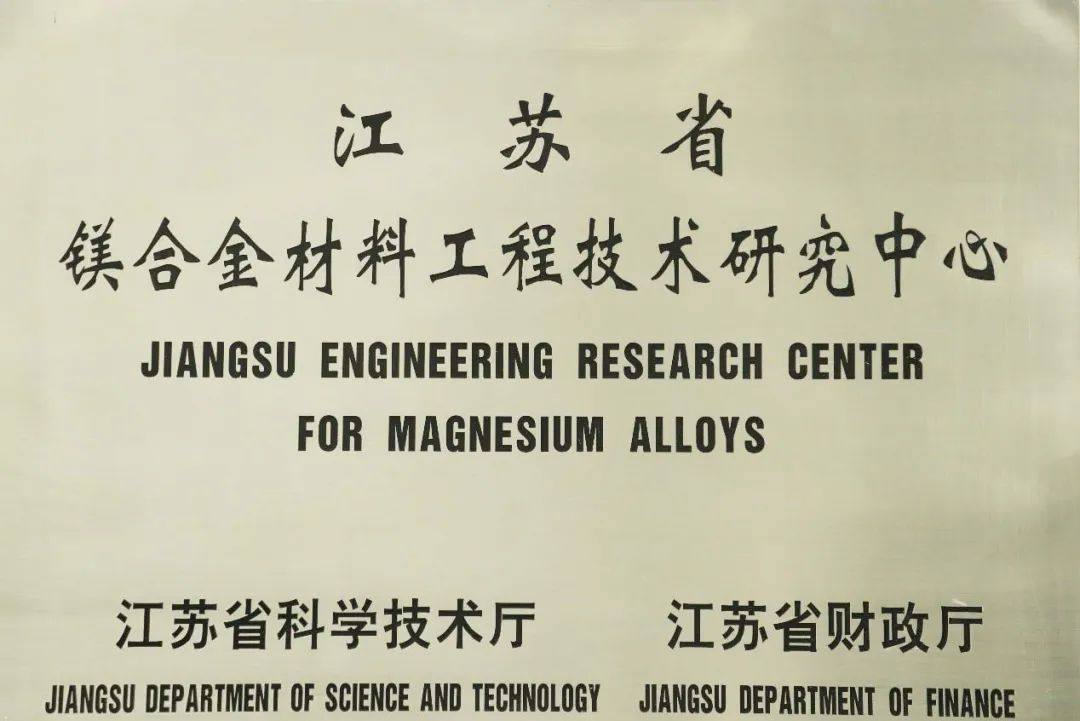 江苏省
镁合金材料工程技术研究中心
JIANGSU ENGINEERING RESEARCH CENTER
FOR MAGNESIUM ALLOYS
江苏省科学技术厅 江苏省财政厅
JIANGSU DEPARTMENT OF SCIENCE AND TECHNOLOGY JIANGSU DEPARTMENT OF FINANCE